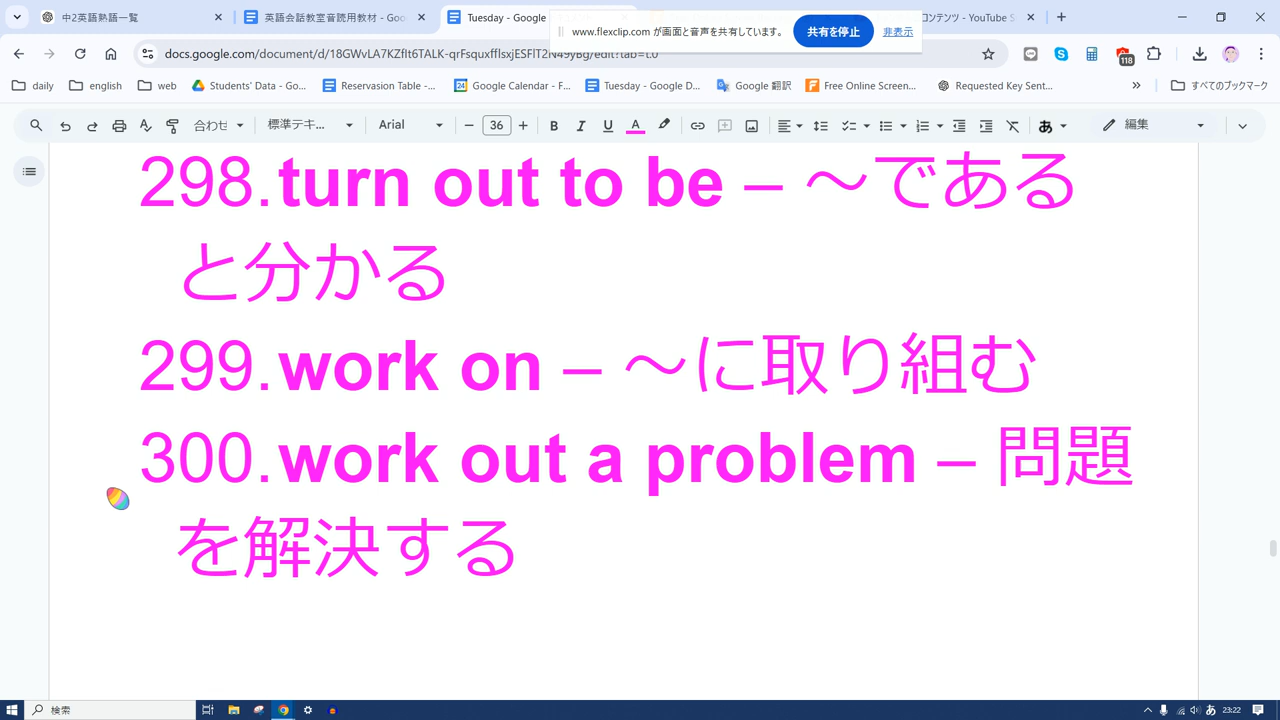 中2英語熟語一覧
英語会話教室音読用教材 - Goo
Tuesday - Google
www.flexclip.com が画面と音声を共有しています。
共有を停止
非表示
コンテンツ - YouTube S
docs.google.com/document/d/
daily
english
web
Students' Data - Go...
Reservasion Table -...
Google Calendar - F...
Tuesday - Google D...
Google 翻訳
Free Online Screen...
Requested Key Sent...
すべてのブックマーク
118
合わせ
標準テキ...
Arial
36
編集
298.turn out to be – ～である
と分かる
299.work on – ～に取り組む
300.work out a problem – 問題
を解決する
検索
あ
23:22